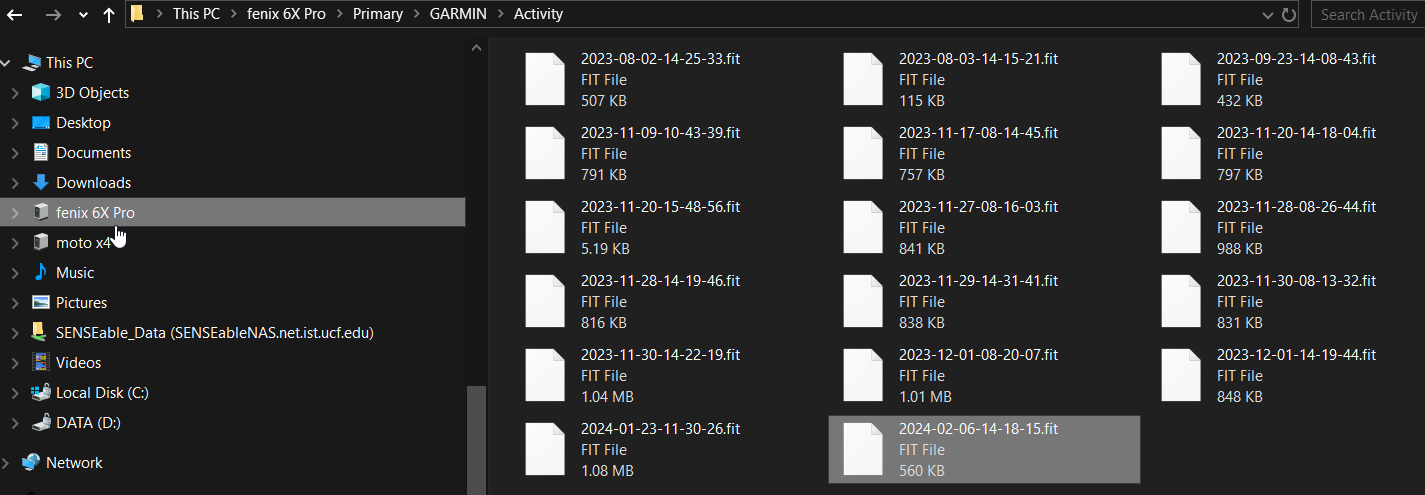 This PC > fenix 6X Pro > Primary > GARMIN > Activity
Search Activity
This PC
3D Objects
Desktop
Documents
Downloads
fenix 6X Pro
moto x4
Music
Pictures
SENSEable_Data (SENSEableNAS.net.ist.ucf.edu)
Videos
Local Disk (C:)
DATA (D:)
Network
2023-08-02-14-25-33.fit
FIT File
507 KB
2023-08-03-14-15-21.fit
FIT File
115 KB
2023-09-23-14-08-43.fit
FIT File
432 KB
2023-11-09-10-43-39.fit
FIT File
791 KB
2023-11-17-08-14-45.fit
FIT File
757 KB
2023-11-20-14-18-04.fit
FIT File
797 KB
2023-11-20-15-48-56.fit
FIT File
5.19 KB
2023-11-27-08-16-03.fit
FIT File
841 KB
2023-11-28-08-26-44.fit
FIT File
988 KB
2023-11-28-14-19-46.fit
FIT File
816 KB
2023-11-29-14-31-41.fit
FIT File
838 KB
2023-11-30-08-13-32.fit
FIT File
831 KB
2023-11-30-14-22-19.fit
FIT File
1.04 MB
2023-12-01-08-20-07.fit
FIT File
1.01 MB
2023-12-01-14-19-44.fit
FIT File
848 KB
2024-01-23-11-30-26.fit
FIT File
1.08 MB
2024-02-06-14-18-15.fit
FIT File
560 KB